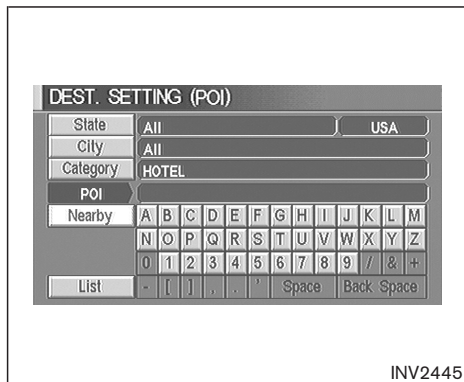 DEST. SETTING (POI)
State All USA
City All
Category HOTEL
POI
Nearby A B C D E F G H I J K L M
N O P Q R S T U V W X Y Z
0 1 2 3 4 5 6 7 8 9 / & +
List - [ ] , . ' Space Back Space
INV2445